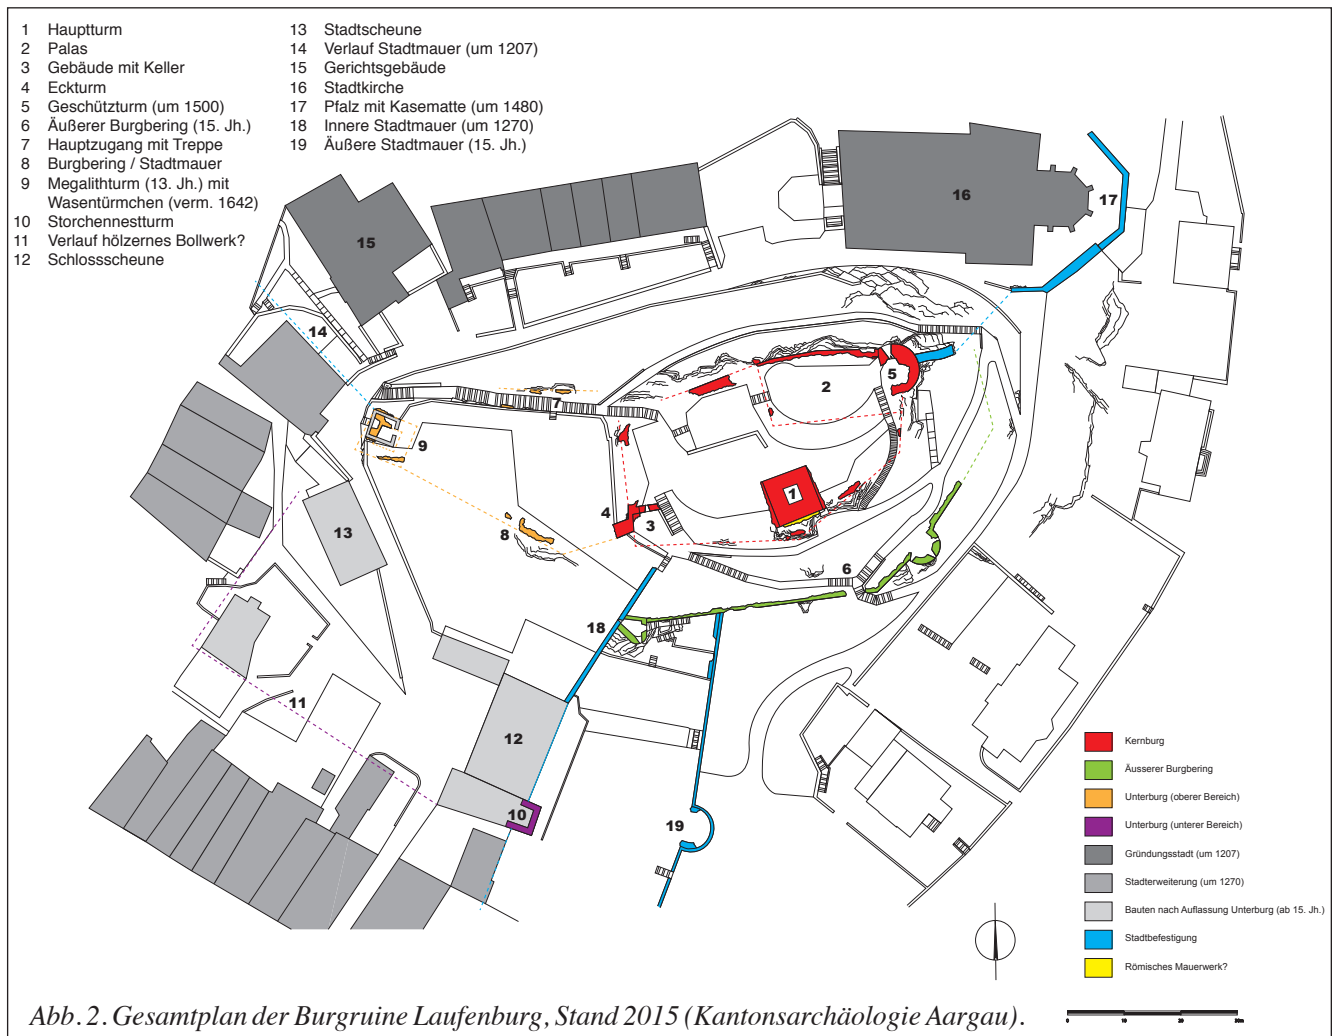 1 Hauptturm
2 Palas
3 Gebäude mit Keller
4 Eckturm
5 Geschützturm (um 1500)
6 Äußerer Burgbering (15. Jh.)
7 Hauptzugang mit Treppe
8 Burgbering / Stadtmauer
9 Megalithturm (13. Jh.) mit
Wasentürmchen (verm. 1642)
10 Storchennestturm
11 Verlauf hölzernes Bollwerk?
12 Schlossscheune
13 Stadtscheune
14 Verlauf Stadtmauer (um 1207)
15 Gerichtsgebäude
16 Stadtkirche
17 Pfalz mit Kasematte (um 1480)
18 Innere Stadtmauer (um 1270)
19 Äußere Stadtmauer (15. Jh.)
16
17
15
14
5
2
7
9
1
4
3
8
13
6
18
11
12
10
19
Kernburg
Äusserer Burgbering
Unterburg (oberer Bereich)
Unterburg (unterer Bereich)
Gründungsstadt (um 1207)
Stadterweiterung (um 1270)
Bauten nach Auflassung Unterburg (ab 15. Jh.)
Stadtbefestigung
Römisches Mauerwerk?
0 10 20 30m
Abb. 2. Gesamtplan der Burgruine Laufenburg, Stand 2015 (Kantonsarchäologie Aargau).